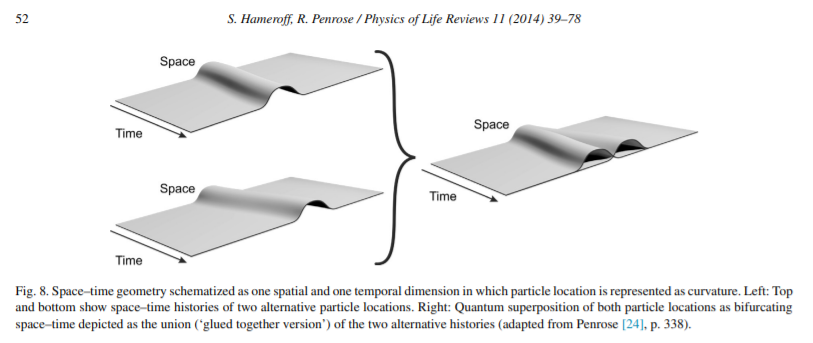 52
S. Hameroff, R. Penrose / Physics of Life Reviews 11 (2014) 39–78
Space
Time
Space
Time
Space
Time
Fig. 8. Space–time geometry schematized as one spatial and one temporal dimension in which particle location is represented as curvature. Left: Top
and bottom show space–time histories of two alternative particle locations. Right: Quantum superposition of both particle locations as bifurcating
space–time depicted as the union (‘glued together version’) of the two alternative histories (adapted from Penrose [24], p. 338).